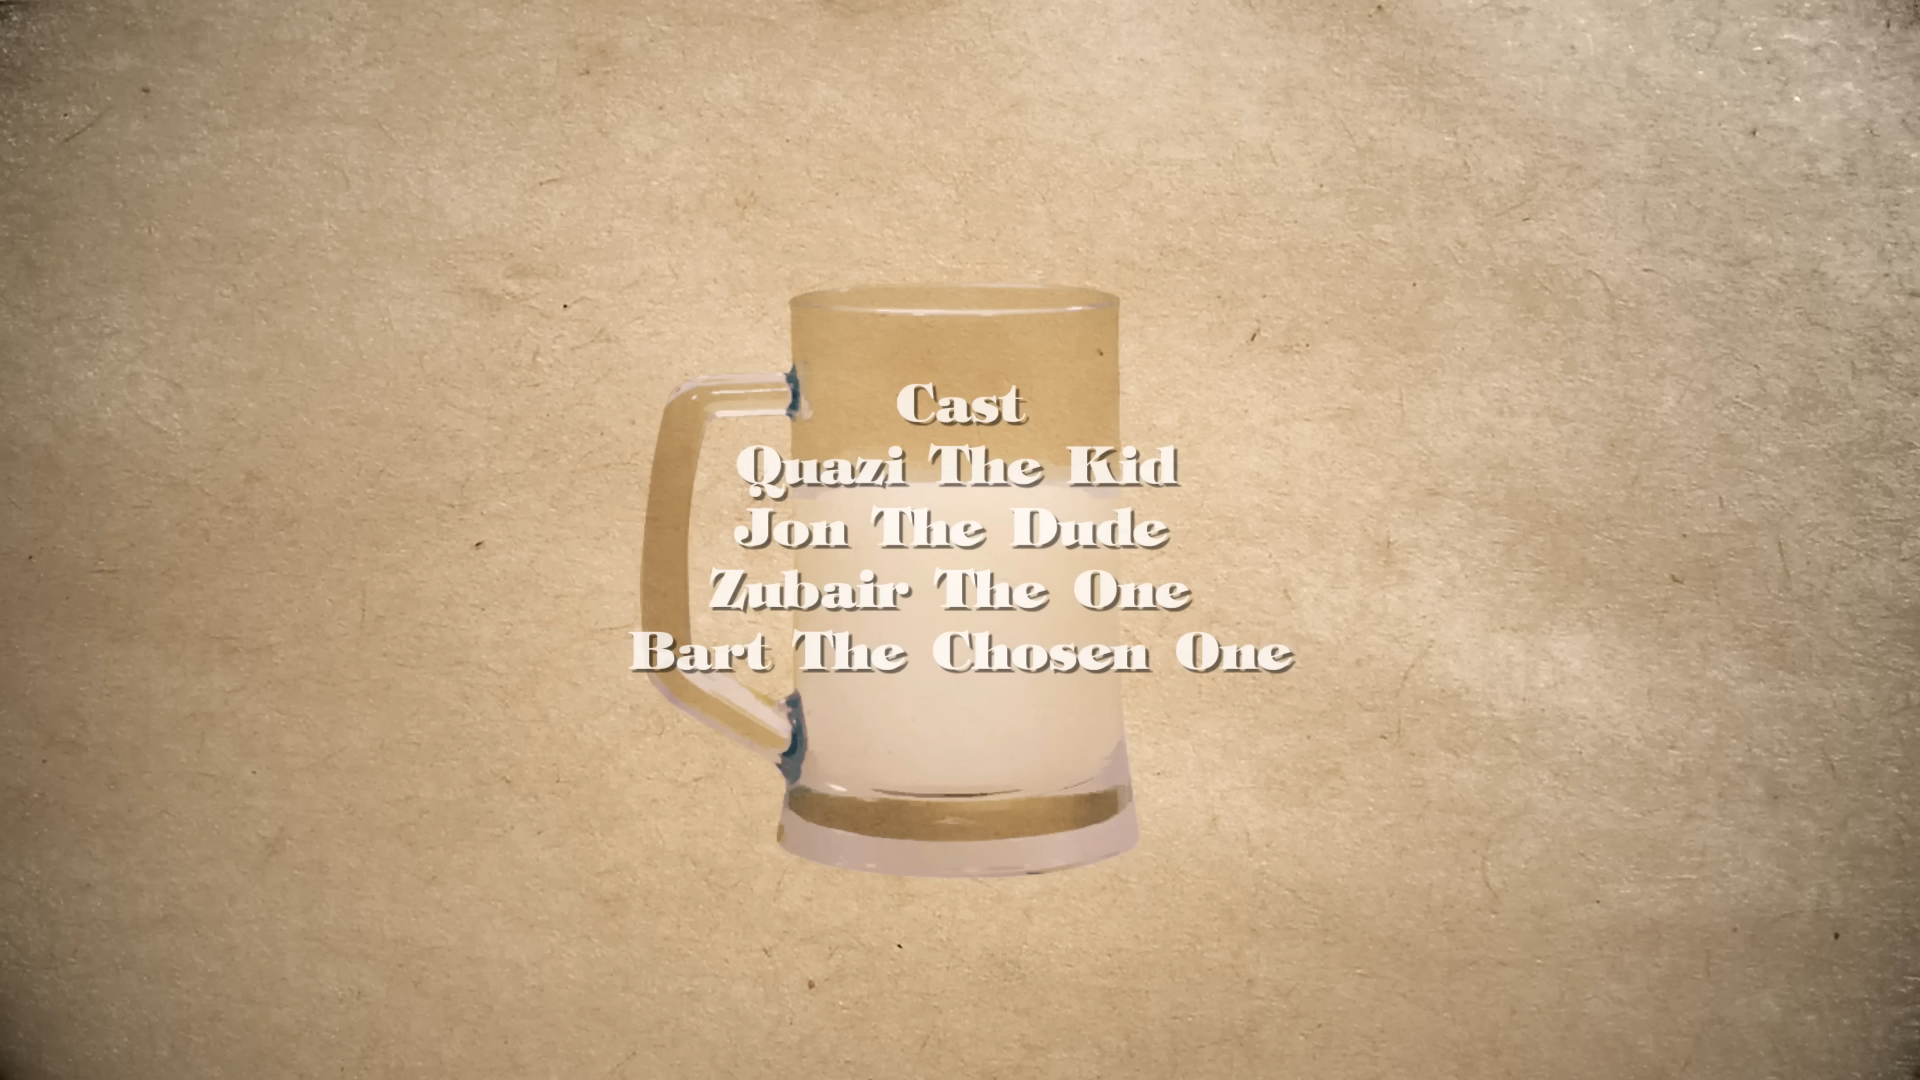 Cast
Quazi The Kid
Jon The Dude
Zubair The One
Bart The Chosen One